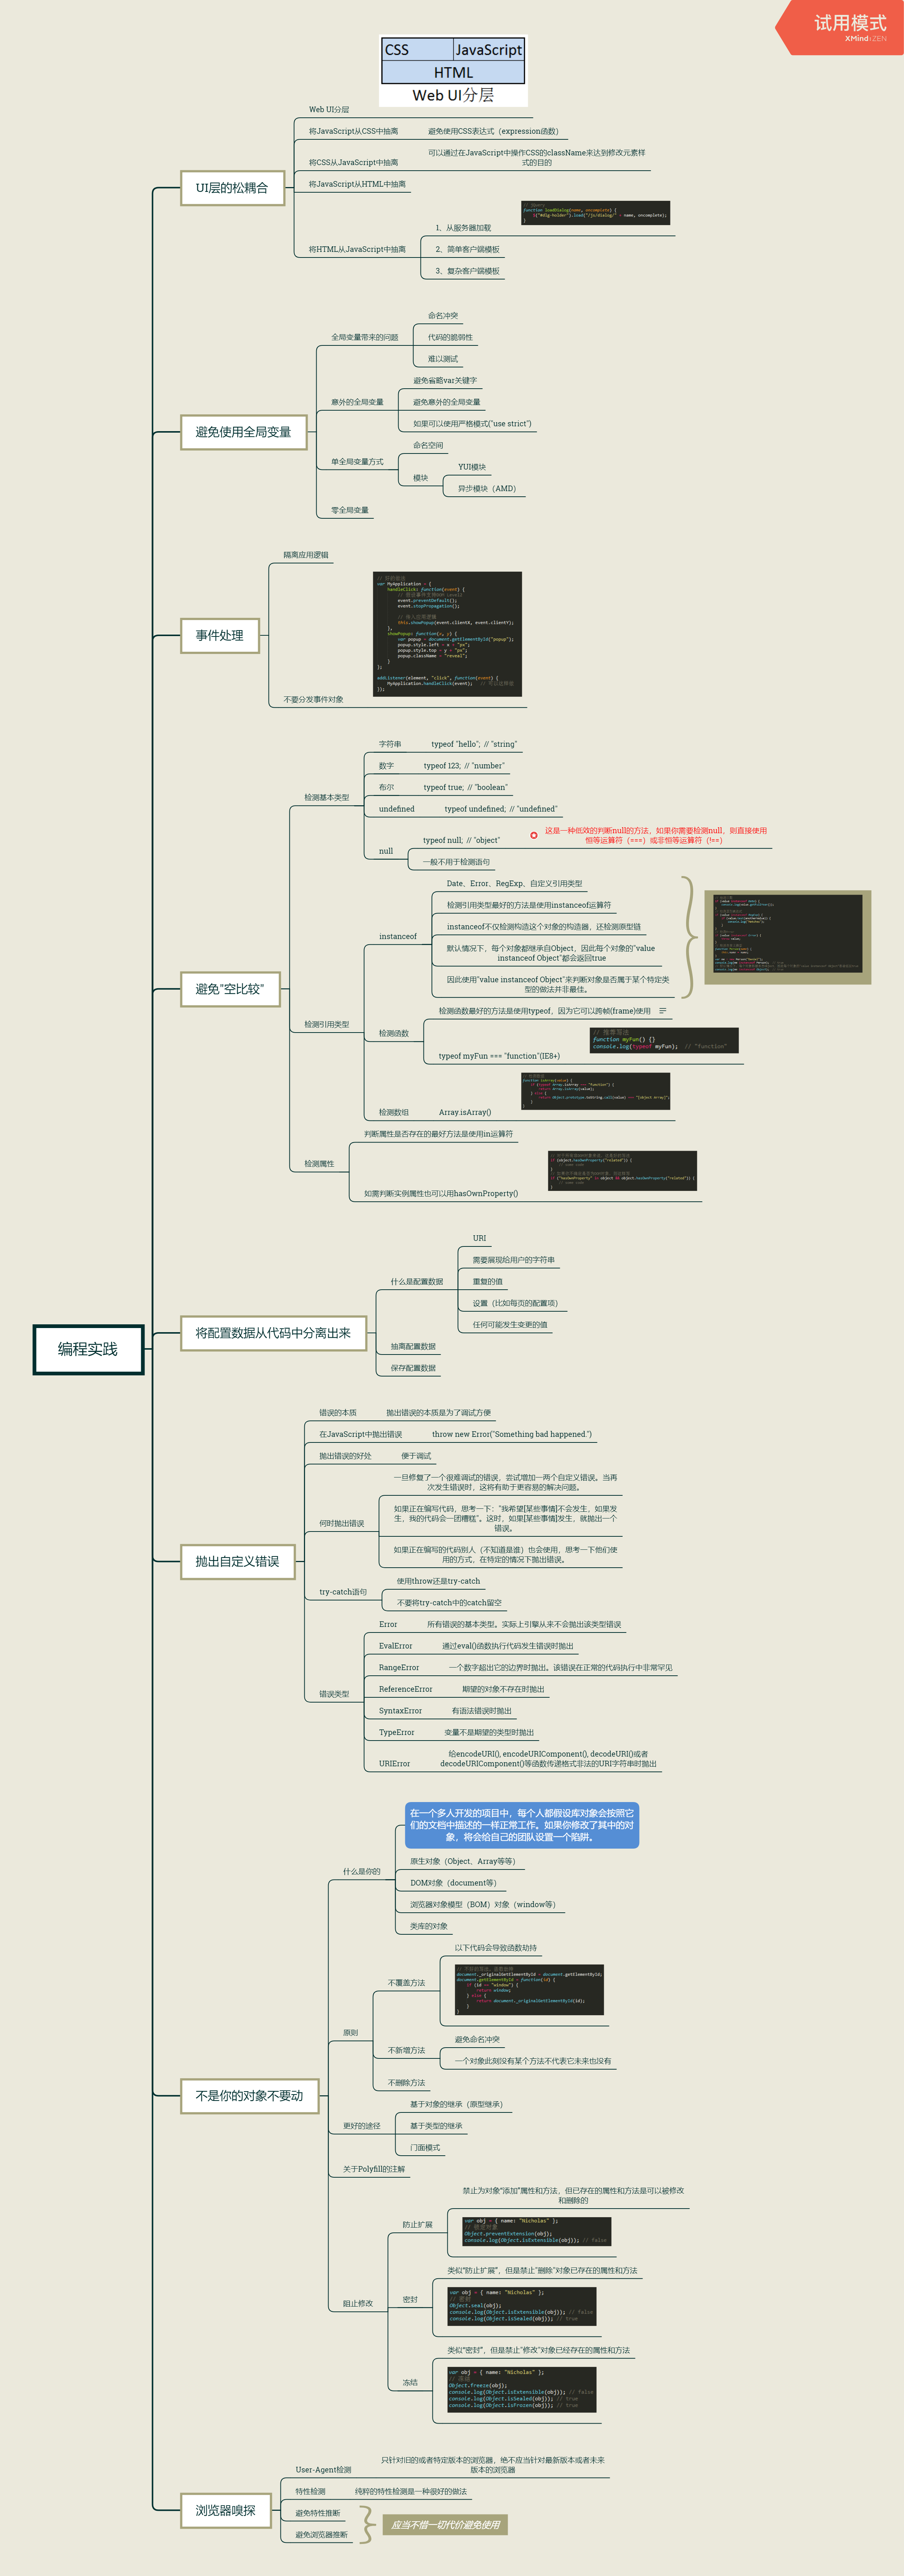 试用模式
XMind:ZEN
CSS
JavaScript
HTML
Web UI分层
编程实践
UI层的松耦合
Web UI分层
将JavaScript从CSS中抽离
避免使用CSS表达式（expression函数）
将CSS从JavaScript中抽离
可以通过在JavaScript中操作CSS的className来达到修改元素样
式的目的
将JavaScript从HTML中抽离
将HTML从JavaScript中抽离
1、从服务器加载
2、简单客户端模板
3、复杂客户端模板
避免使用全局变量
全局变量带来的问题
命名冲突
代码的脆弱性
难以测试
意外的全局变量
避免省略var关键字
避免意外的全局变量
如果可以使用严格模式("use strict")
单全局变量方式
命名空间
模块
YUI模块
异步模块（AMD）
零全局变量
事件处理
隔离应用逻辑
不要分发事件对象
var MyApplication = {
handleClick: function(event) {
event.preventDefault();
event.stopPropagation();
this.showPopup(event.clientX, event.clientY);
},
showPopup: function(x, y) {
var popup = document.getElementById("popup");
popup.style.left = x + "px";
popup.style.top = y + "px";
popup.className = "reveal";
}
};
addListener(element, "click", function(event) {
MyApplication.handleClick(event);
});
避免"空比较"
检测基本类型
字符串
typeof "hello"; // "string"
数字
typeof 123; // "number"
布尔
typeof true; // "boolean"
undefined
typeof undefined; // "undefined"
null
typeof null; // "object"
这是一种低效的判断null的方法，如果你需要检测null，则直接使用
恒等运算符（===）或非恒等运算符（!==）
一般不用于检测语句
检测引用类型
instanceof
Date、Error、RegExp、自定义引用类型
检测引用类型最好的方法是使用instanceof运算符
instanceof不仅检测构造这个对象的构造器，还检测原型链
默认情况下，每个对象都继承自Object，因此每个对象的"value
instanceof Object"都会返回true
因此使用"value instanceof Object"来判断对象是否属于某个特定类
型的做法并非最佳。
检测函数
检测函数最好的方法是使用typeof，因为它可以跨帧(frame)使用
typeof myFun === "function"(IE8+)
// 推荐写法
function myFun() {}
console.log(typeof myFun); // "function"
检测数组
Array.isArray()
检测属性
判断属性是否存在的最好方法是使用in运算符
如需判断实例属性也可以用hasOwnProperty()
将配置数据从代码中分离出来
什么是配置数据
URI
需要展现给用户的字符串
重复的值
设置（比如每页的配置项）
任何可能发生变更的值
抽离配置数据
保存配置数据
抛出自定义错误
错误的本质
抛出错误的本质是为了调试方便
在JavaScript中抛出错误
throw new Error("Something bad happened.")
抛出错误的好处
便于调试
何时抛出错误
一旦修复了一个很难调试的错误，尝试增加一两个自定义错误。当再
次发生错误时，这将有助于更容易的解决问题。
如果正在编写代码，思考一下："我希望[某些事情]不会发生，如果发
生，我的代码会一团糟糕"。这时，如果[某些事情]发生，就抛出一个
错误。
如果正在编写的代码别人（不知道是谁）也会使用，思考一下他们使
用的方式，在特定的情况下抛出错误。
try-catch语句
使用throw还是try-catch
不要将try-catch中的catch留空
错误类型
Error
所有错误的基本类型。实际上引擎从来不会抛出该类型错误
EvalError
通过eval()函数执行代码发生错误时抛出
RangeError
一个数字超出它的边界时抛出。该错误在正常的代码执行中非常罕见
ReferenceError
期望的对象不存在时抛出
SyntaxError
有语法错误时抛出
TypeError
变量不是期望的类型时抛出
URIError
给encodeURI(), encodeURIComponent(), decodeURI()或者
decodeURIComponent()等函数传递格式非法的URI字符串时抛出
不是你的对象不要动
什么是你的
在一个多人开发的项目中，每个人都假设库对象会按照它
们的文档中描述的一样正常工作。如果你修改了其中的对
象，将会给自己的团队设置一个陷阱。
原生对象（Object、Array等等）
DOM对象（document等）
浏览器对象模型（BOM）对象（window等）
类库的对象
原则
不覆盖方法
以下代码会导致函数劫持
document._originalGetElementById = document.getElementById;
document.getElementById = function(id) {
if (id == "window") {
return window;
} else {
return document._originalGetElementById(id);
}
}
不新增方法
避免命名冲突
一个对象此刻没有某个方法不代表它未来也没有
不删除方法
更好的途径
基于对象的继承（原型继承）
基于类型的继承
门面模式
关于Polyfill的注解
阻止修改
防止扩展
禁止为对象"添加"属性和方法，但已存在的属性和方法是可以被修改
和删除的
var obj = { name: "Nicholas" };
Object.preventExtension(obj);
console.log(Object.isExtensible(obj)); // false
密封
类似"防止扩展"，但是禁止"删除"对象已存在的属性和方法
var obj = { name: "Nicholas" };
// 密封
Object.seal(obj);
console.log(Object.isExtensible(obj)); // false
console.log(Object.isSealed(obj)); // true
冻结
类似"密封"，但是禁止"修改"对象已经存在的属性和方法
var obj = { name: "Nicholas" };
// 冻结
Object.freeze(obj);
console.log(Object.isExtensible(obj)); // false
console.log(Object.isSealed(obj)); // true
console.log(Object.isFrozen(obj)); // true
浏览器嗅探
User-Agent检测
只针对旧的或者特定版本的浏览器，绝不应当针对最新版本或者未来
版本的浏览器
特性检测
纯粹的特性检测是一种很好的做法
避免特性推断
避免浏览器推断
应当不惜一切代价避免使用